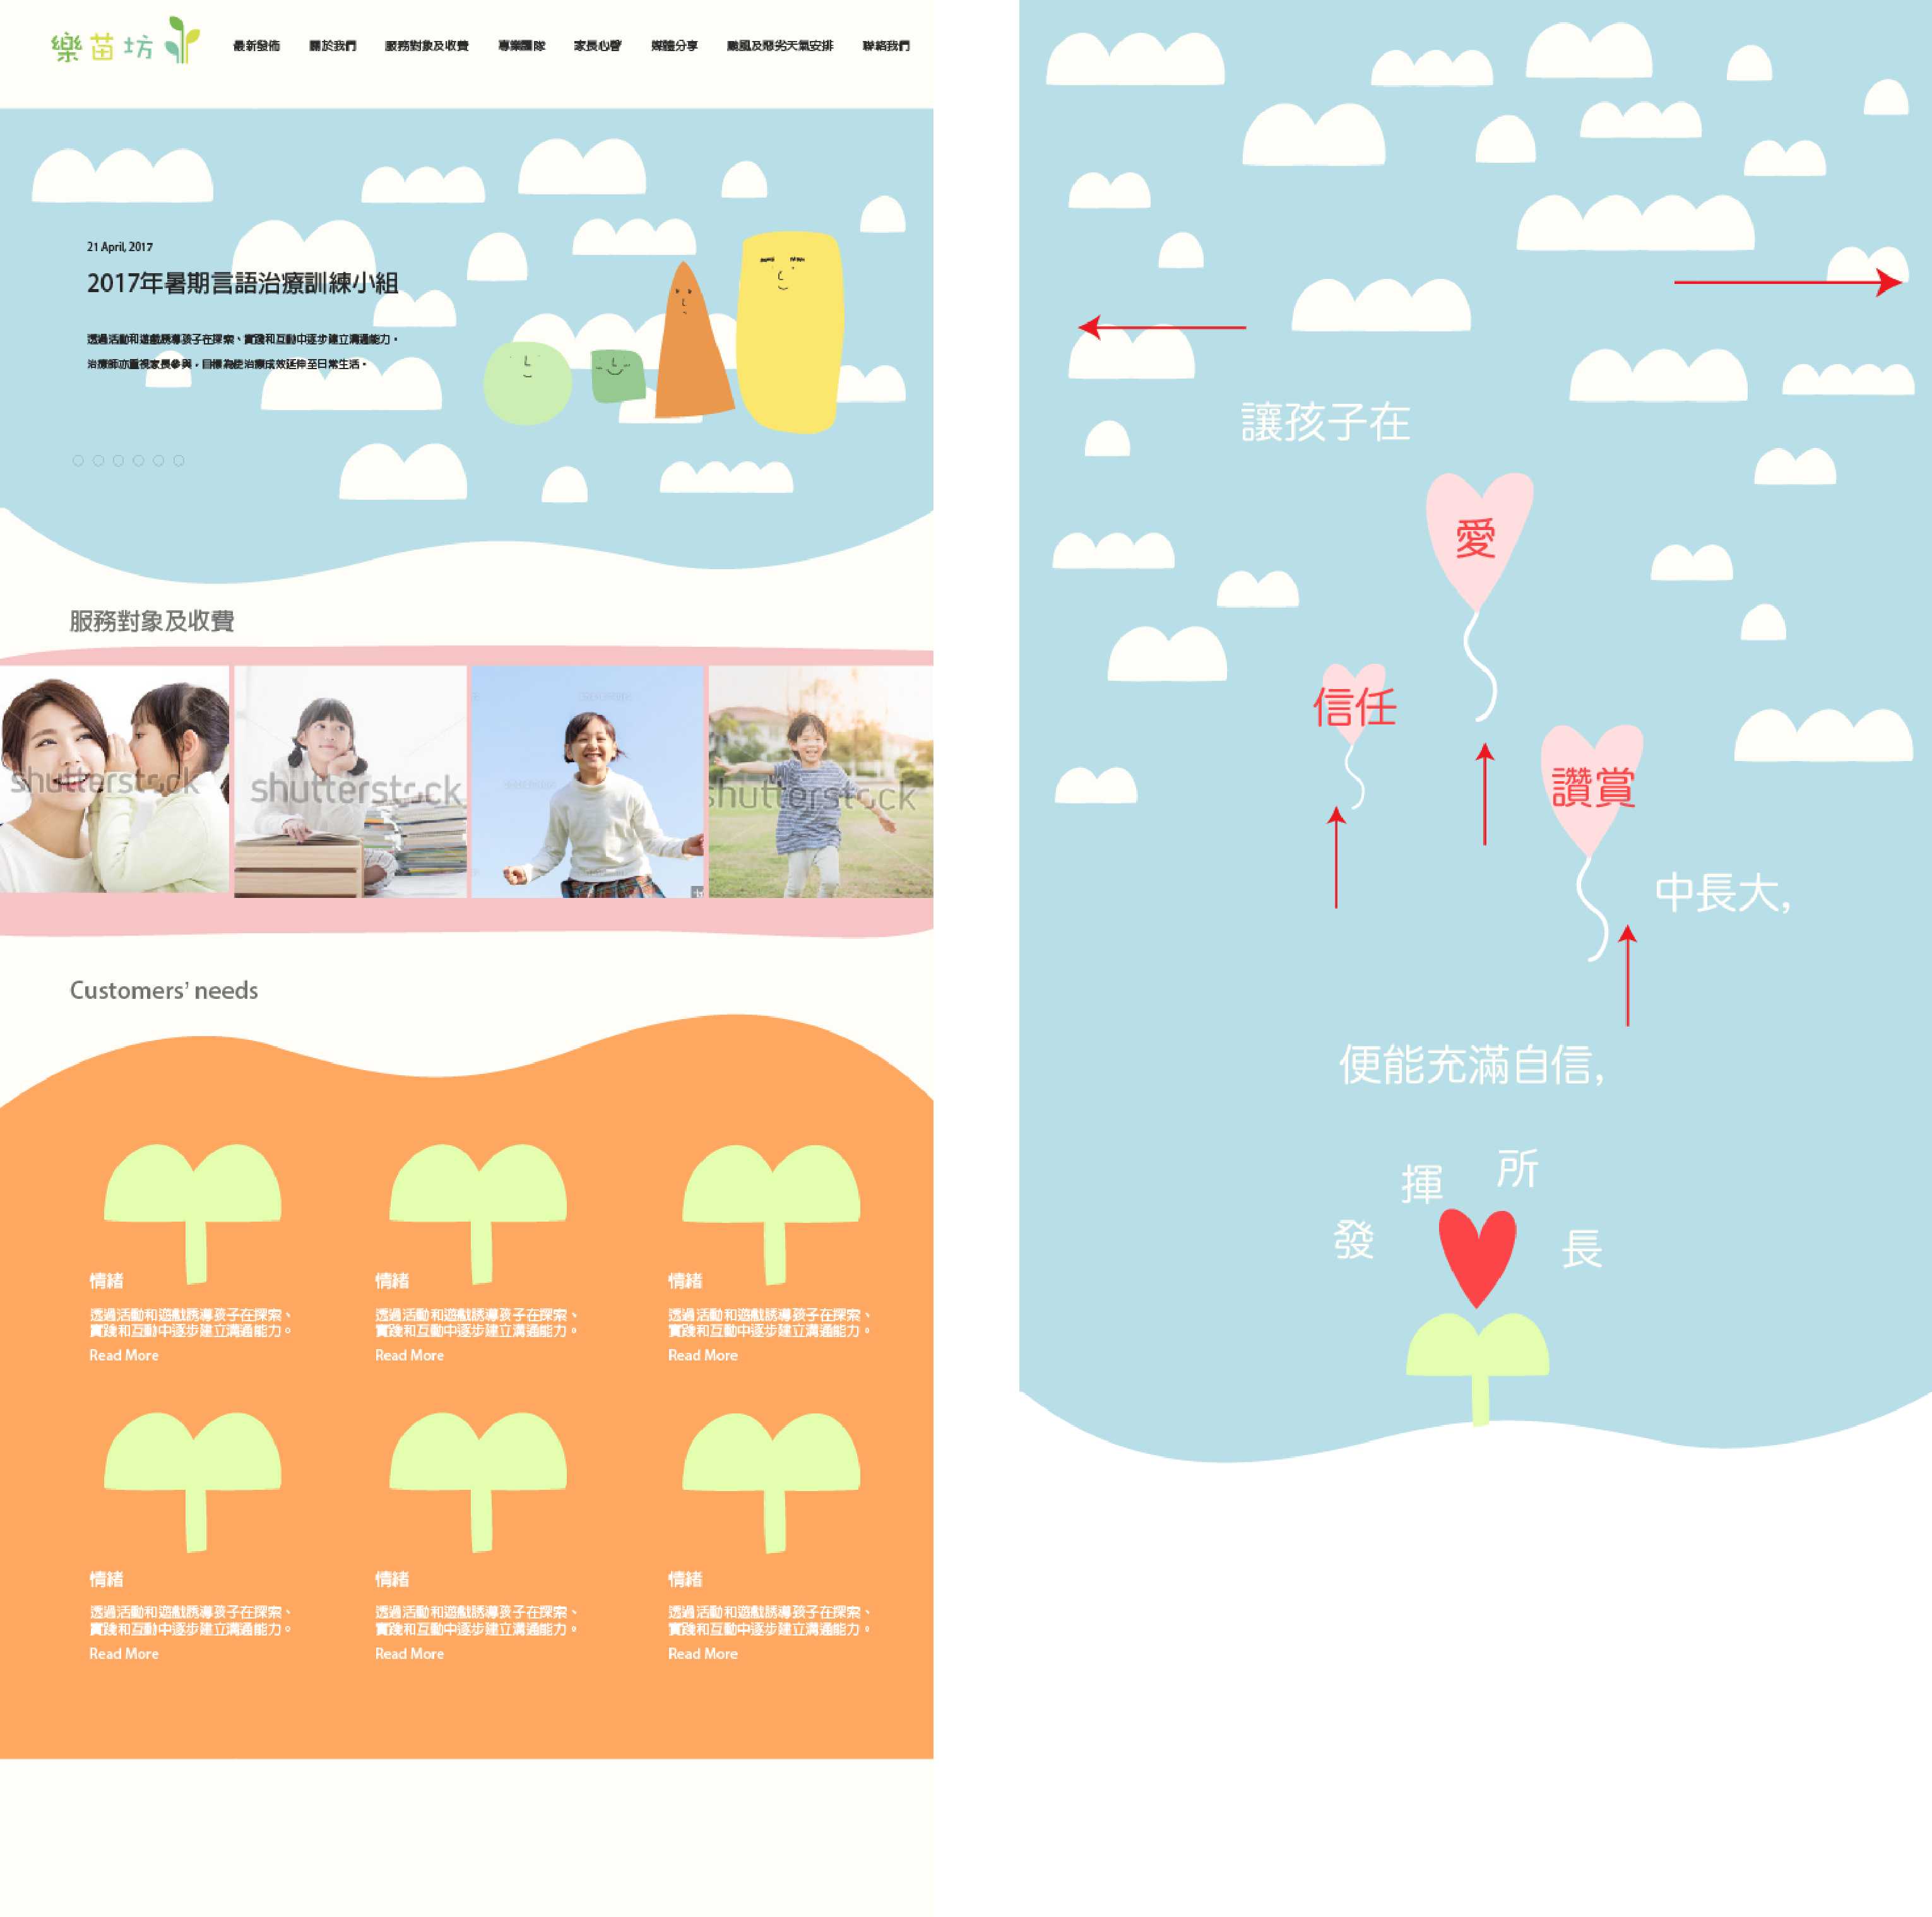 樂苗坊
最新發佈 關於我們 服務對象及收費 專業團隊 家長心聲 媒體分享 颱風及惡劣天氣安排 聯絡我們
21 April, 2017
2017年暑期言語治療訓練小組
透過活動和遊戲誘導孩子在探索、實踐和互動中逐步建立溝通能力。
治療師亦重視家長參與，目標為使治療成效延伸至日常生活。
服務對象及收費
shutterstock
shutterstock
shutterstock
Customers’ needs
情緒
透過活動和遊戲誘導孩子在探索、
實踐和互動中逐步建立溝通能力。
Read More
情緒
透過活動和遊戲誘導孩子在探索、
實踐和互動中逐步建立溝通能力。
Read More
情緒
透過活動和遊戲誘導孩子在探索、
實踐和互動中逐步建立溝通能力。
Read More
情緒
透過活動和遊戲誘導孩子在探索、
實踐和互動中逐步建立溝通能力。
Read More
情緒
透過活動和遊戲誘導孩子在探索、
實踐和互動中逐步建立溝通能力。
Read More
情緒
透過活動和遊戲誘導孩子在探索、
實踐和互動中逐步建立溝通能力。
Read More
讓孩子在
愛
信任
讚賞
中長大,
便能充滿自信,
發揮所長